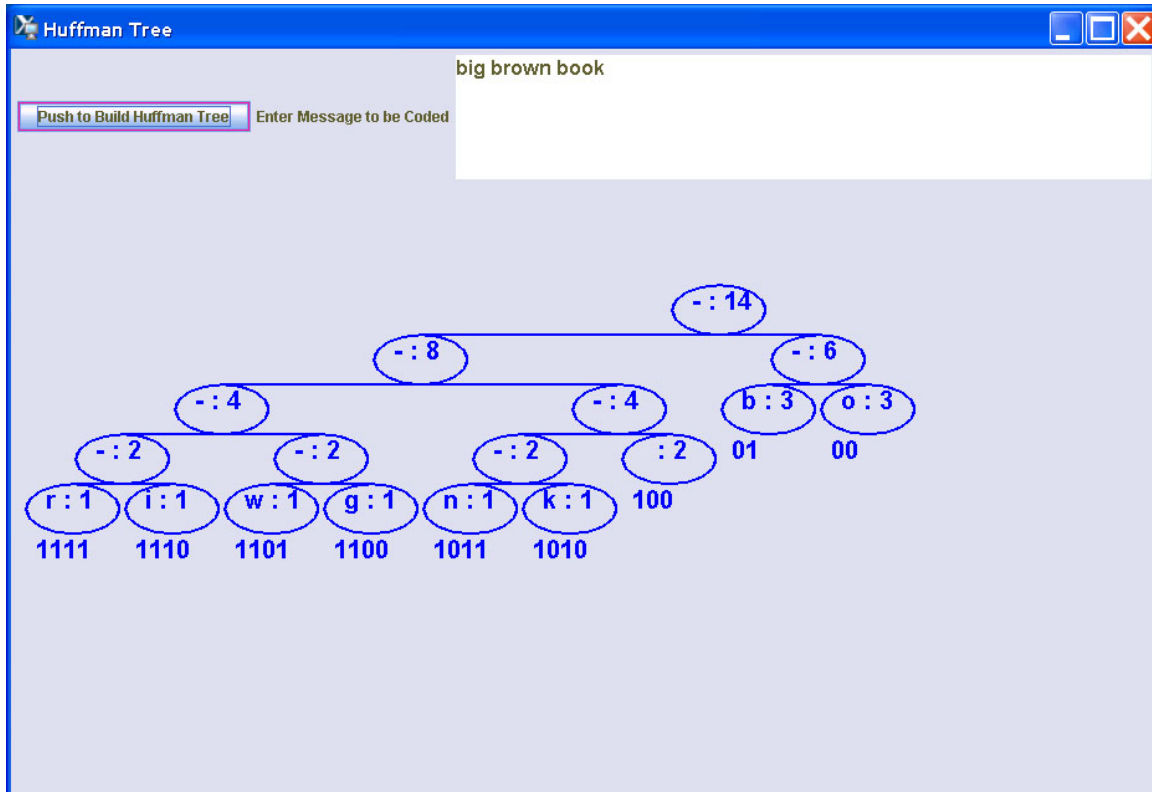 Huffman Tree
big brown book
Push to Build Huffman Tree Enter Message to be Coded
- : 14
- : 8 - : 6
- : 4 - : 4 b : 3 o : 3
- : 2 - : 2 - : 2 : 2 01 00
r : 1 i : 1 w : 1 g : 1 n : 1 k : 1 100
1111 1110 1101 1100 1011 1010